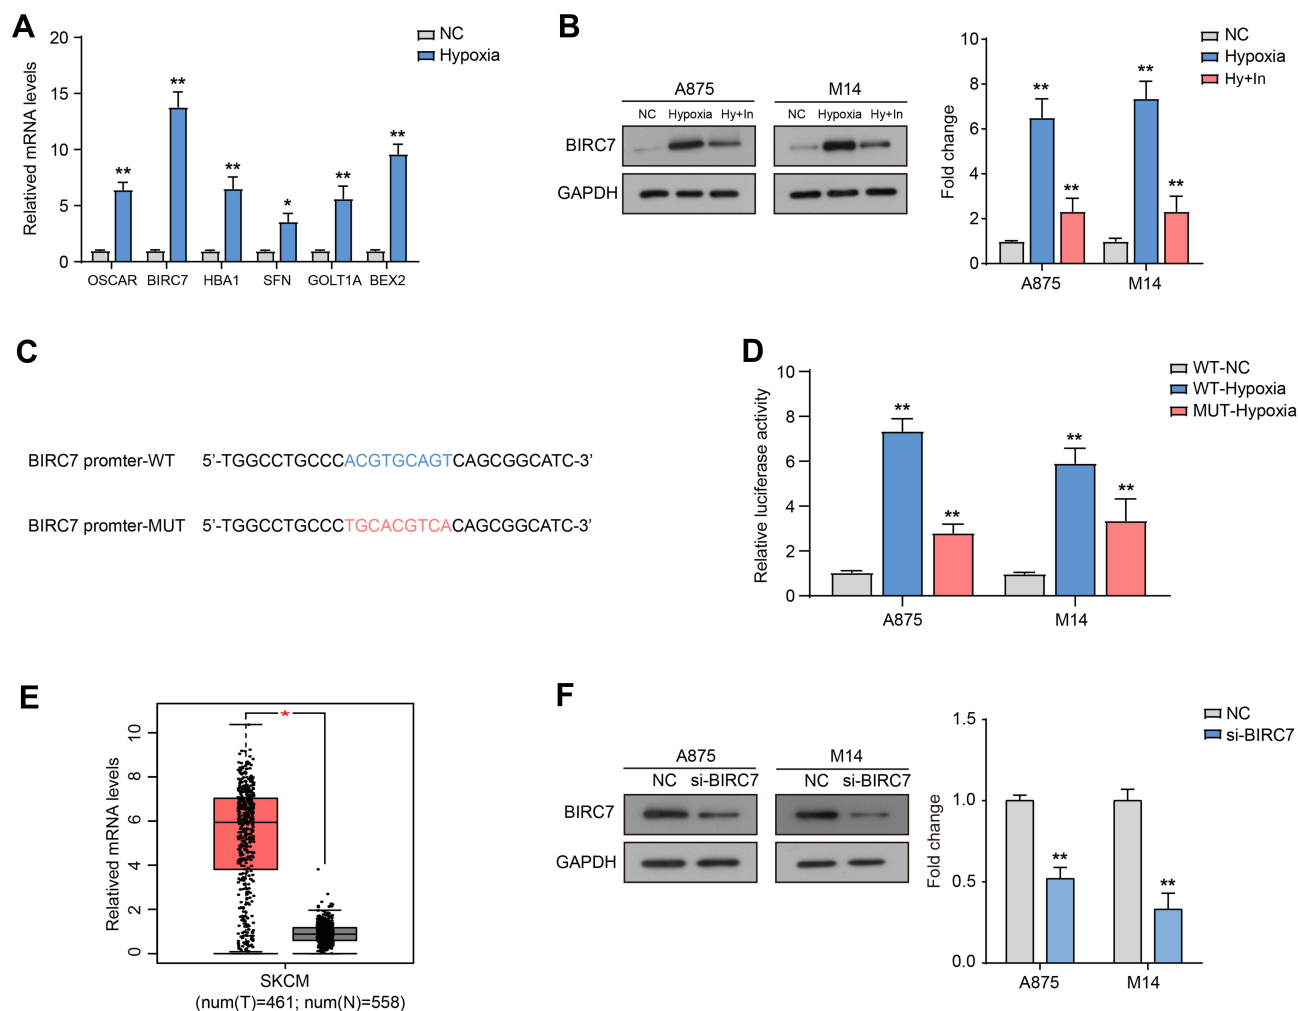 A
Relatived mRNA levels
20
15
10
5
0
**
**
**
*
**
**
OSCAR BIRC7 HBA1 SFN GOLT1A BEX2
NC
Hypoxia
B
A875 M14
NC Hypoxia Hy+In NC Hypoxia Hy+In
BIRC7
GAPDH
Fold change
10
8
6
4
2
0
**
**
**
**
A875 M14
NC
Hypoxia
Hy+In
C
BIRC7 promter-WT 5'-TGGCCTGCCCACGTGCAGTCAGCGGCATC-3'
BIRC7 promter-MUT 5'-TGGCCTGCCCTGCACGTCACAGCGGCATC-3'
D
Relative luciferase activity
10
8
6
4
2
0
**
**
**
**
A875 M14
WT-NC
WT-Hypoxia
MUT-Hypoxia
E
Relatived mRNA levels
10
8
6
4
2
0
*
SKCM
(num(T)=461; num(N)=558)
F
A875 M14
NC si-BIRC7 NC si-BIRC7
BIRC7
GAPDH
Fold change
1.5
1.0
0.5
0.0
**
**
A875 M14
NC
si-BIRC7